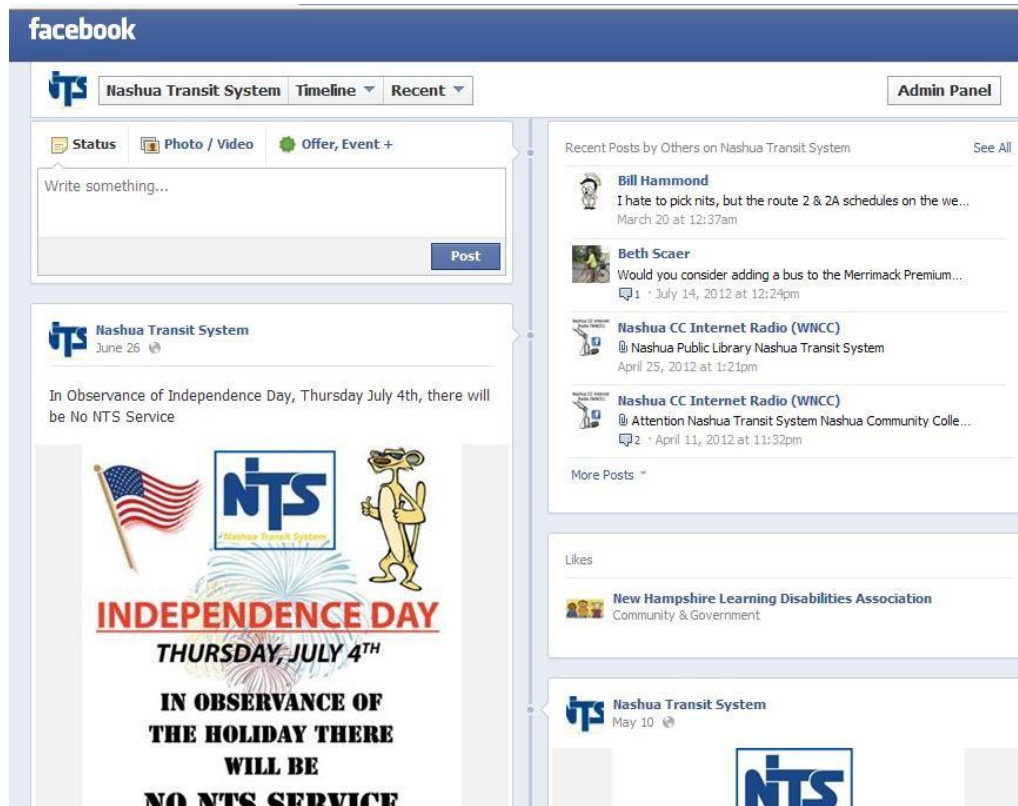 facebook
NTS
Nashua Transit System Timeline Recent
Admin Panel
Status Photo / Video Offer, Event +
Write something...
Post
NTS
Nashua Transit System
June 26
In Observance of Independence Day, Thursday July 4th, there will
be No NTS Service
NTS
Nashua Transit System
INDEPENDENCE DAY
THURSDAY, JULY 4TH
IN OBSERVANCE OF
THE HOLIDAY THERE
WILL BE
NO NTS SERVICE
Recent Posts by Others on Nashua Transit System See All
Bill Hammond
I hate to pick nits, but the route 2 & 2A schedules on the we...
March 20 at 12:37am
Beth Scaer
Would you consider adding a bus to the Merrimack Premium...
1 · July 14, 2012 at 12:24pm
Nashua CC Internet Radio (WNCC)
Nashua Public Library Nashua Transit System
April 25, 2012 at 1:21pm
Nashua CC Internet Radio (WNCC)
Attention Nashua Transit System Nashua Community Colle...
2 · April 11, 2012 at 11:32pm
More Posts
Likes
New Hampshire Learning Disabilities Association
Community & Government
NTS
Nashua Transit System
May 10
NTS